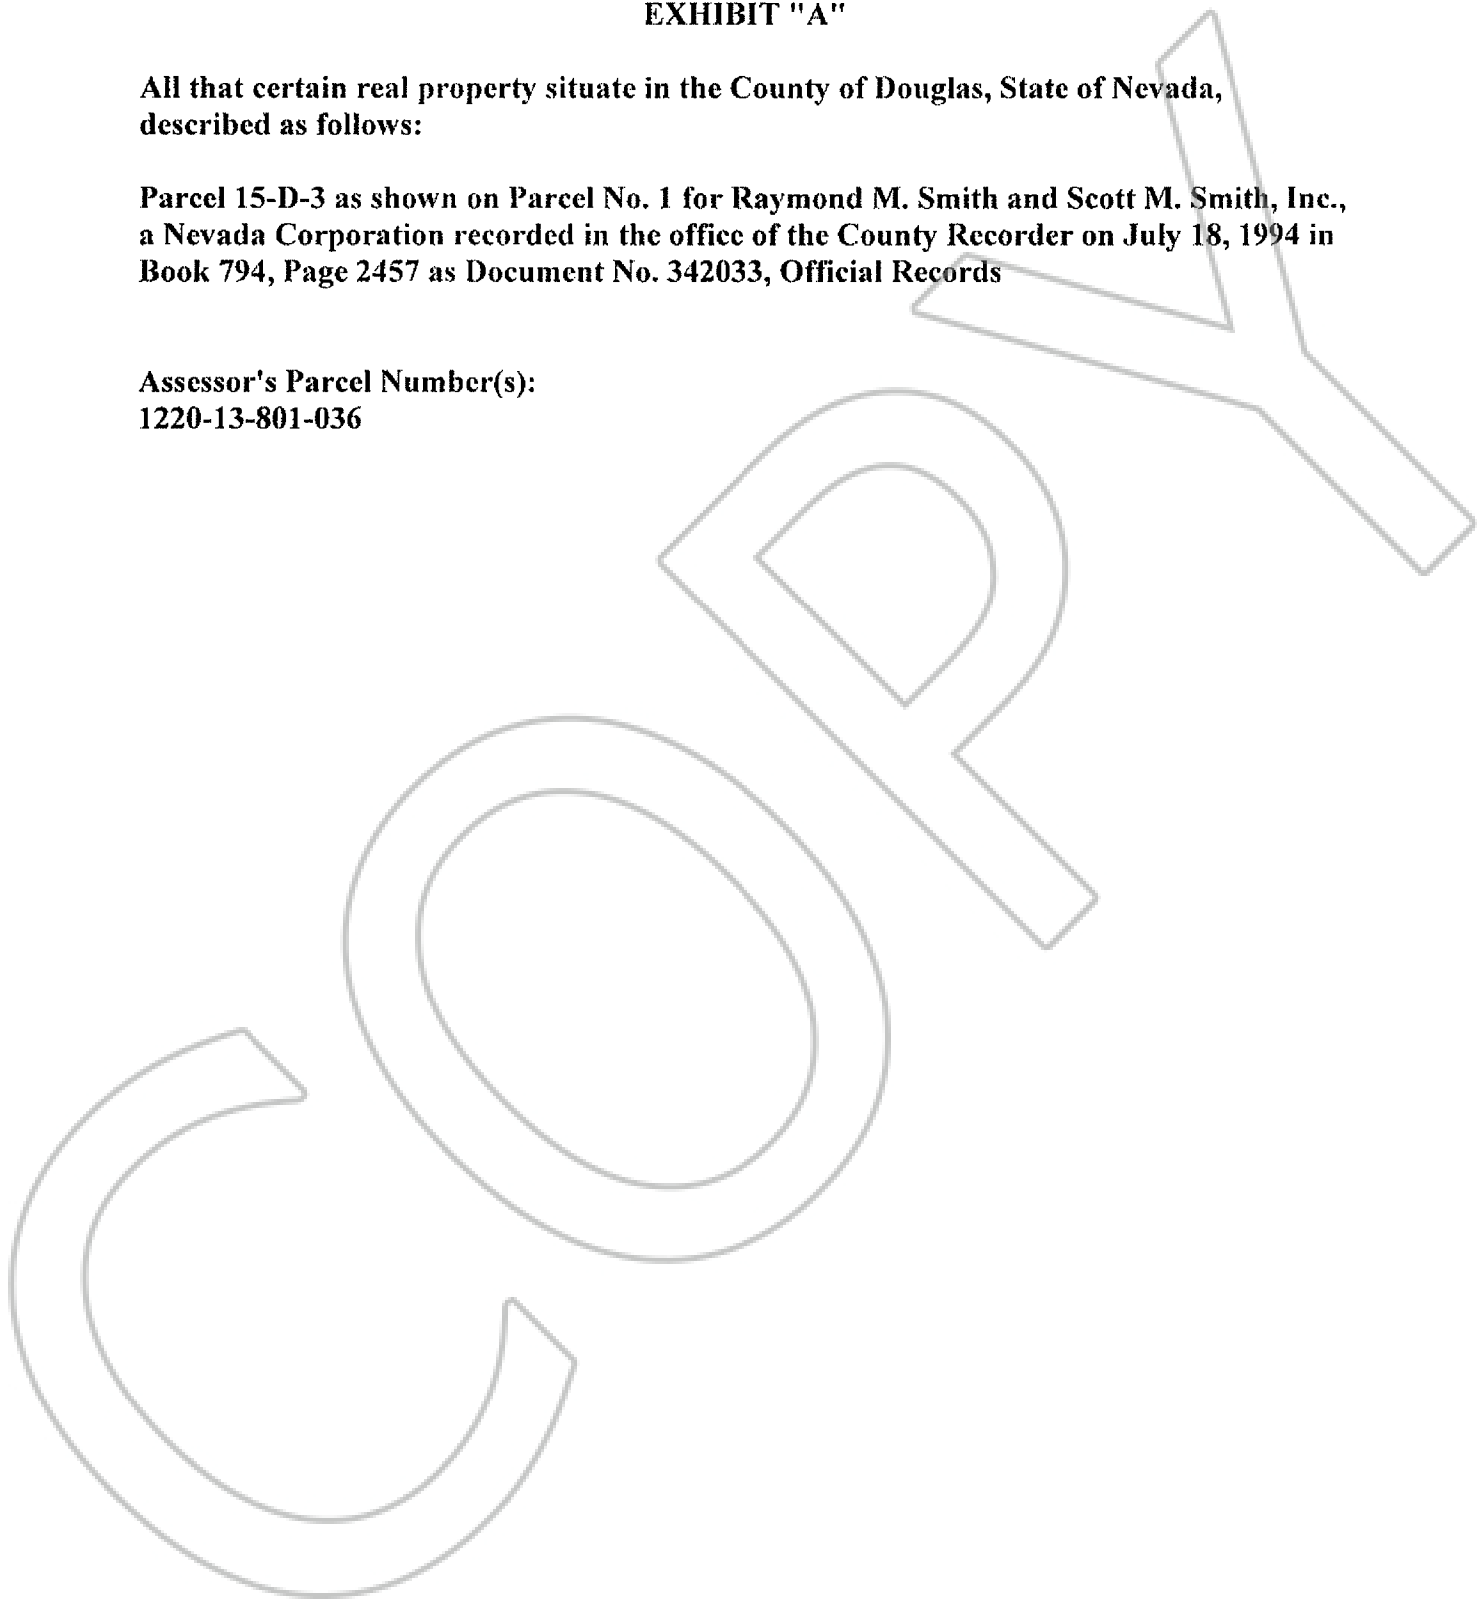 EXHIBIT "A"
All that certain real property situate in the County of Douglas, State of Nevada,
described as follows:
Parcel 15-D-3 as shown on Parcel No. 1 for Raymond M. Smith and Scott M. Smith, Inc.,
a Nevada Corporation recorded in the office of the County Recorder on July 18, 1994 in
Book 794, Page 2457 as Document No. 342033, Official Records
Assessor's Parcel Number(s):
1220-13-801-036
COPY